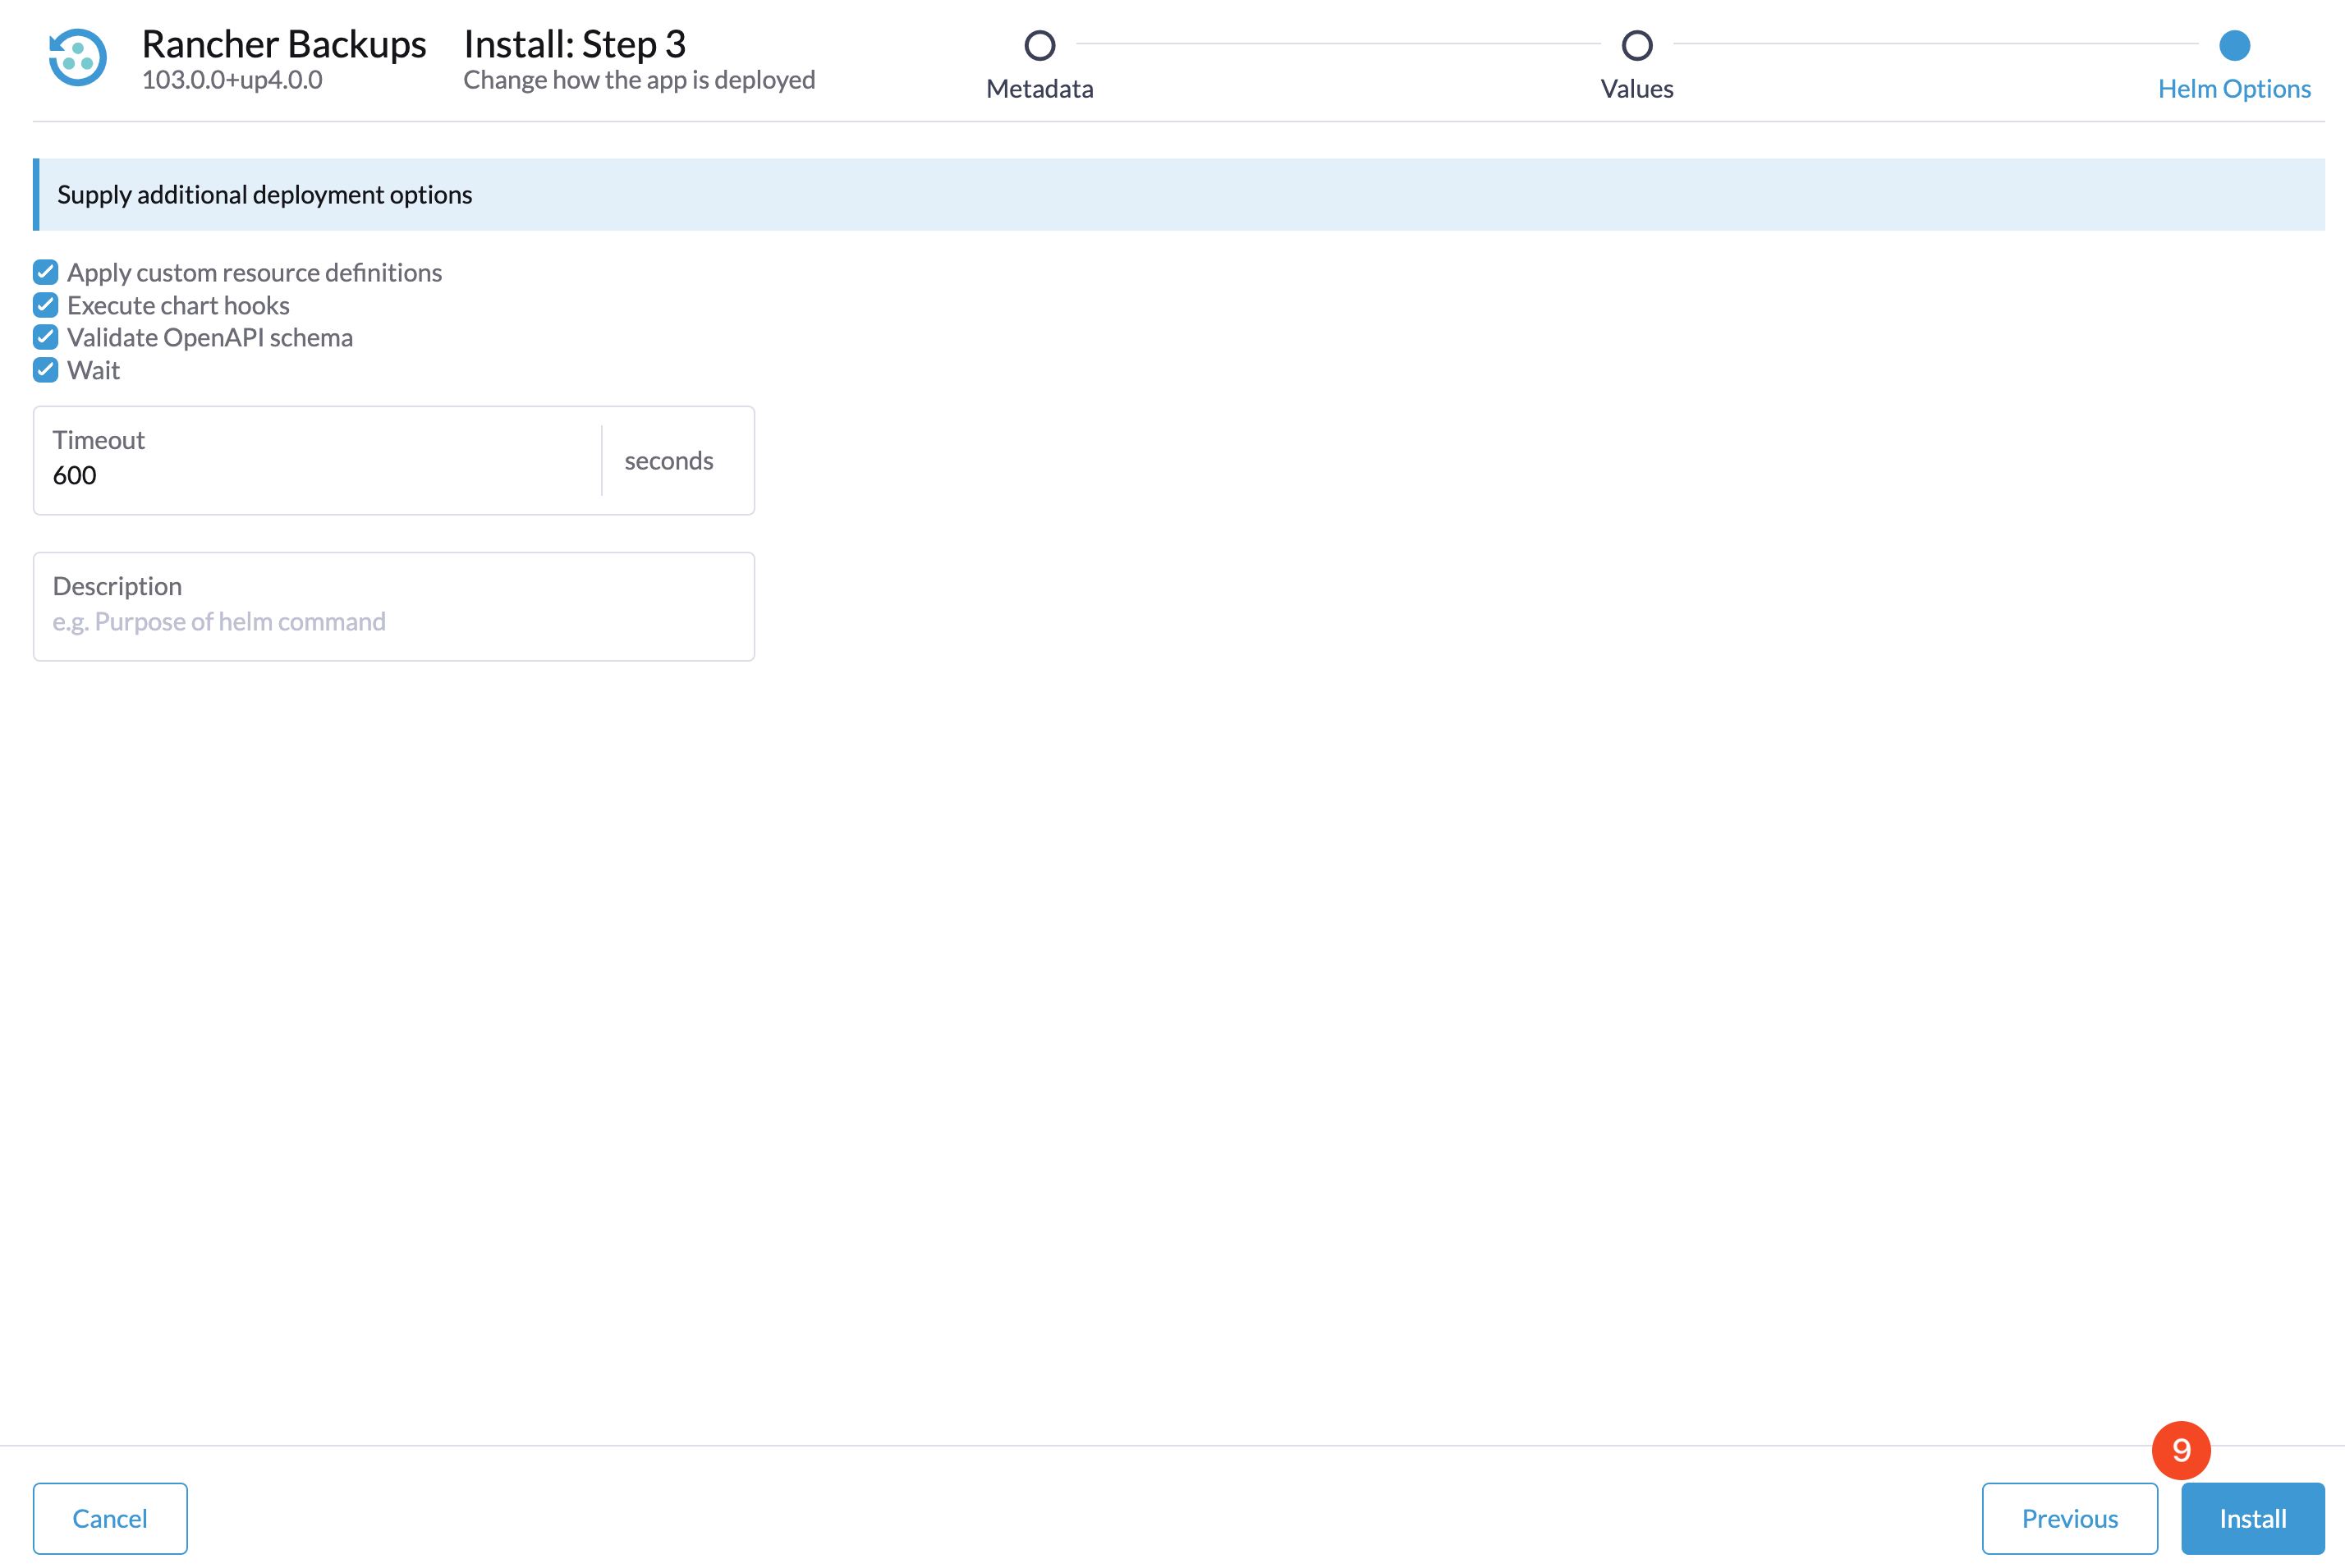 Rancher Backups
103.0.0+up4.0.0
Install: Step 3
Change how the app is deployed
Metadata
Values
Helm Options
Supply additional deployment options
Apply custom resource definitions
Execute chart hooks
Validate OpenAPI schema
Wait
Timeout
600
seconds
Description
e.g. Purpose of helm command
9
Cancel
Previous
Install